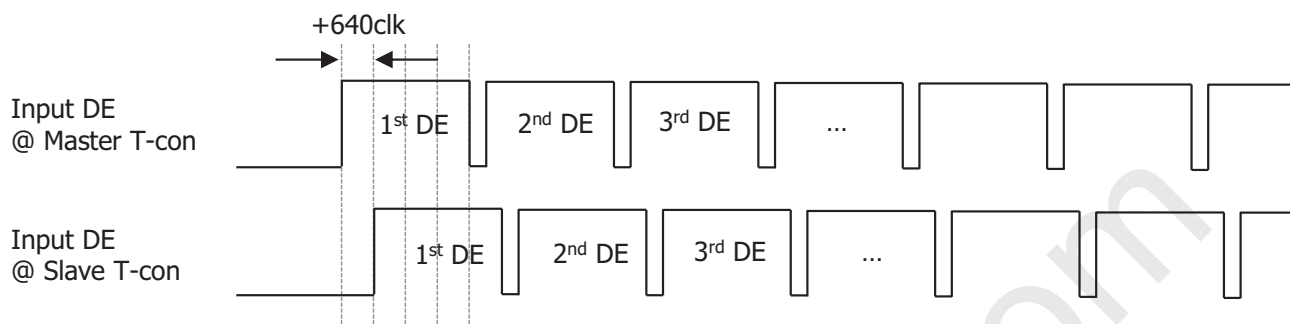 +640clk
Input DE
@ Master T-con
1st DE
2nd DE
3rd DE
...
Input DE
@ Slave T-con
1st DE
2nd DE
3rd DE
...
om